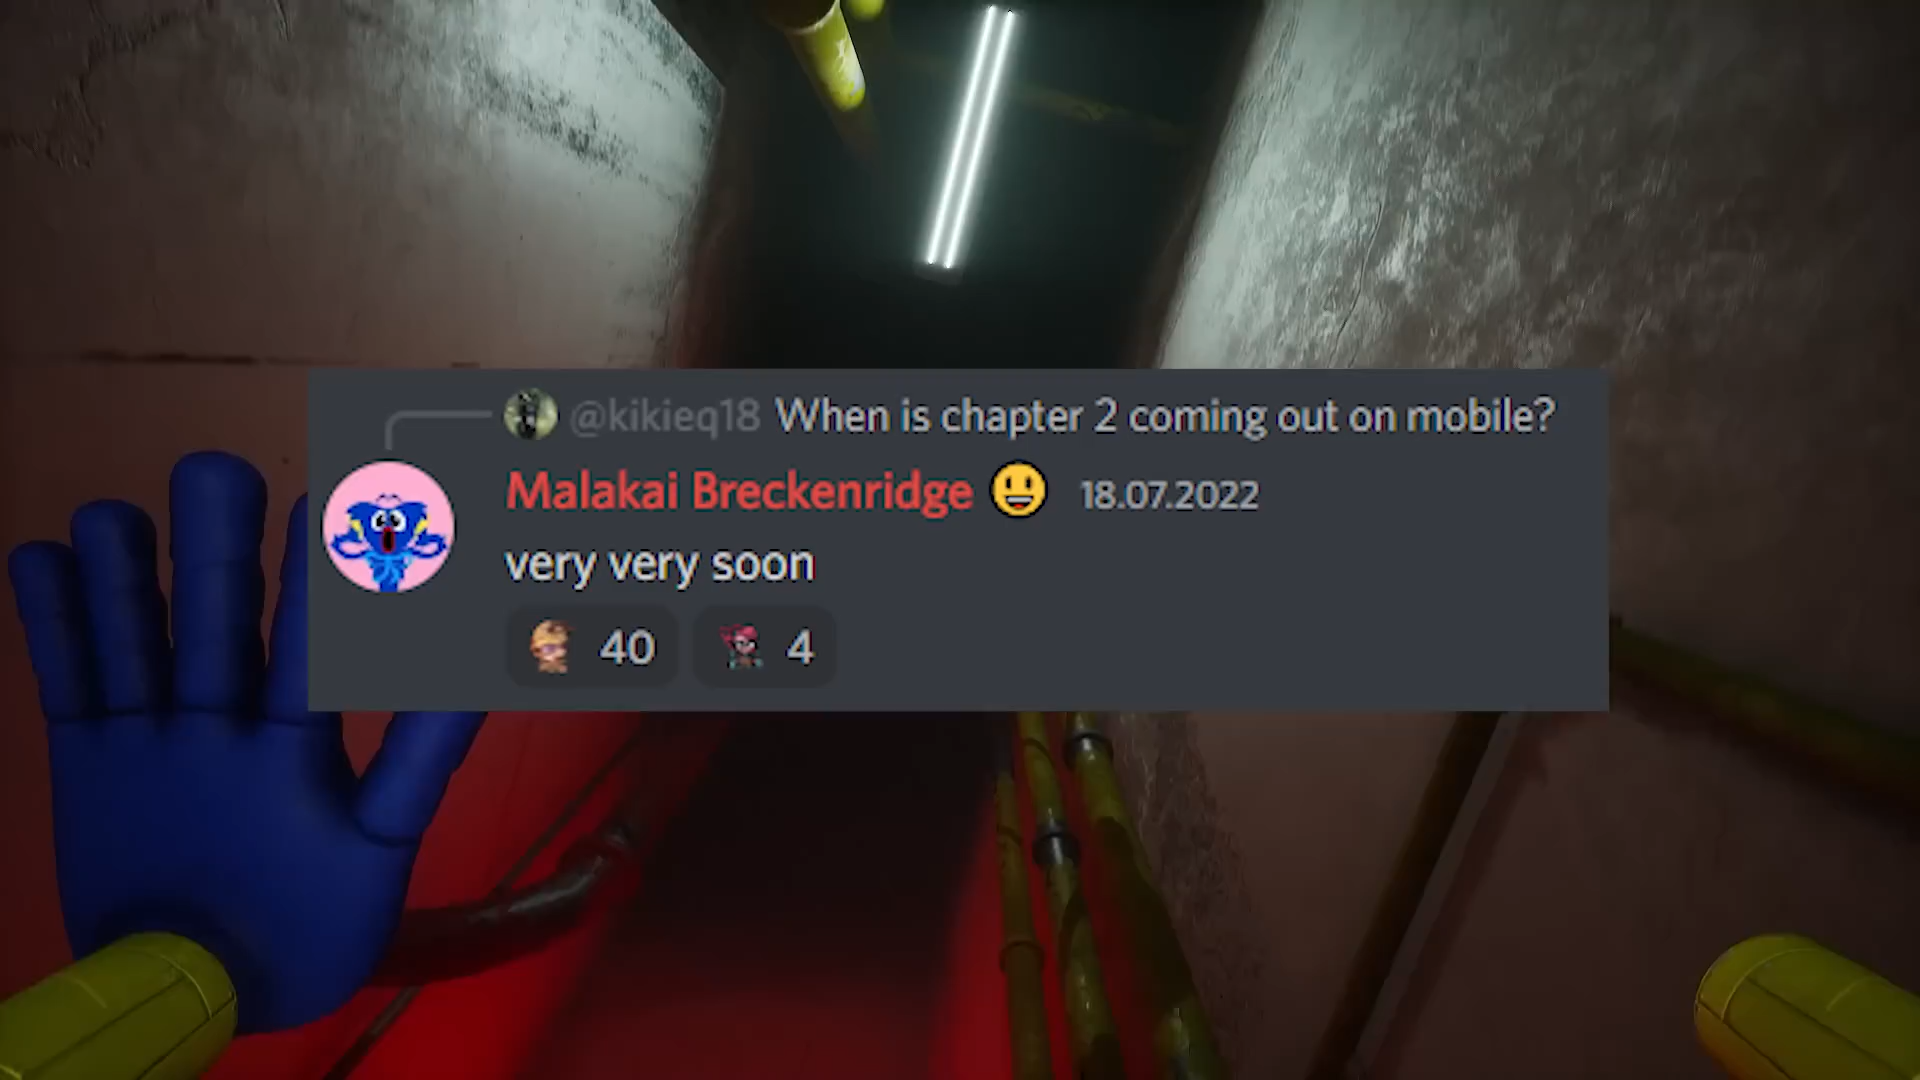 @kikieq18 When is chapter 2 coming out on mobile?
Malakai Breckenridge 😃 18.07.2022
very very soon
40 4